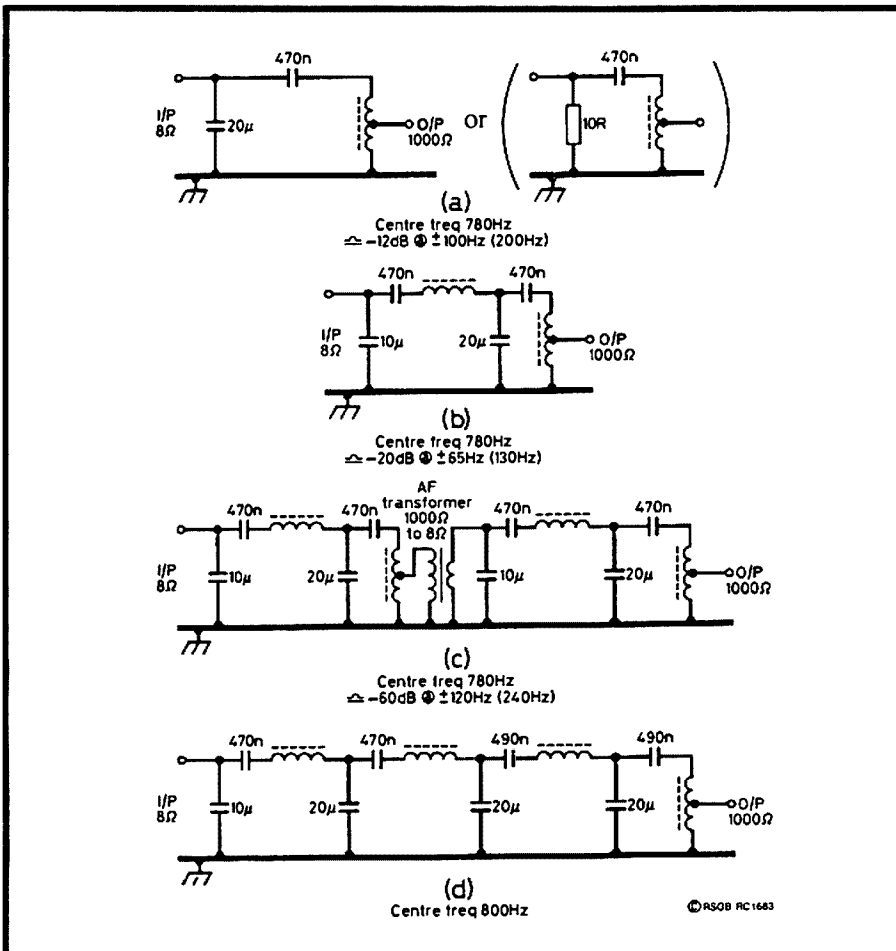 470n
470n
I/P
8Ω
20µ
O/P
1000Ω
or
10R
(a)
Centre freq 780Hz
≏ -12dB @ ±100Hz (200Hz)
470n
470n
I/P
8Ω
10µ
20µ
O/P
1000Ω
(b)
Centre freq 780Hz
≏ -20dB @ ±65Hz (130Hz)
AF
transformer
1000Ω
to 8Ω
470n
470n
470n
470n
I/P
8Ω
10µ
20µ
10µ
20µ
O/P
1000Ω
(c)
Centre freq 780Hz
≏ -60dB @ ±120Hz (240Hz)
470n
470n
490n
490n
I/P
8Ω
10µ
20µ
20µ
20µ
O/P
1000Ω
(d)
Centre freq 800Hz
© RSGB RC1683